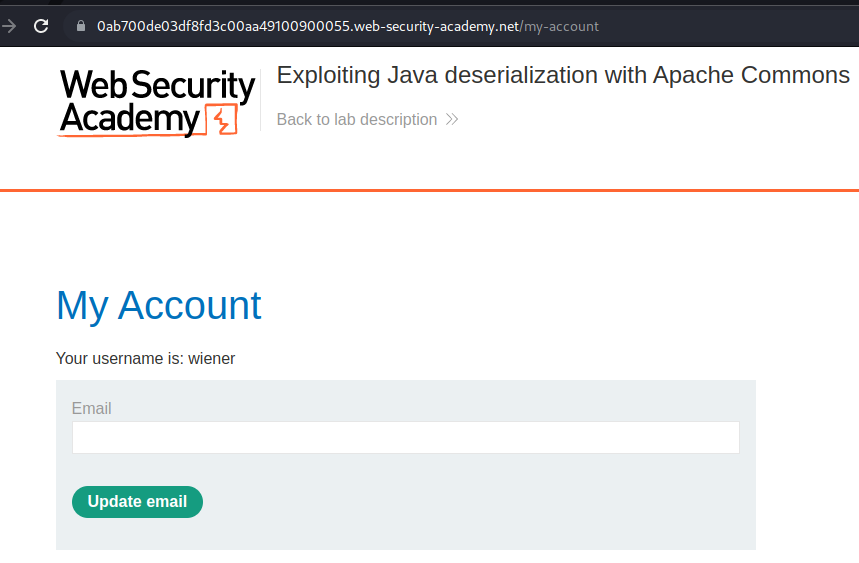 0ab700de03df8fd3c00aa49100900055.web-security-academy.net/my-account
Web Security
Academy
Exploiting Java deserialization with Apache Commons
Back to lab description
My Account
Your username is: wiener
Email
Update email